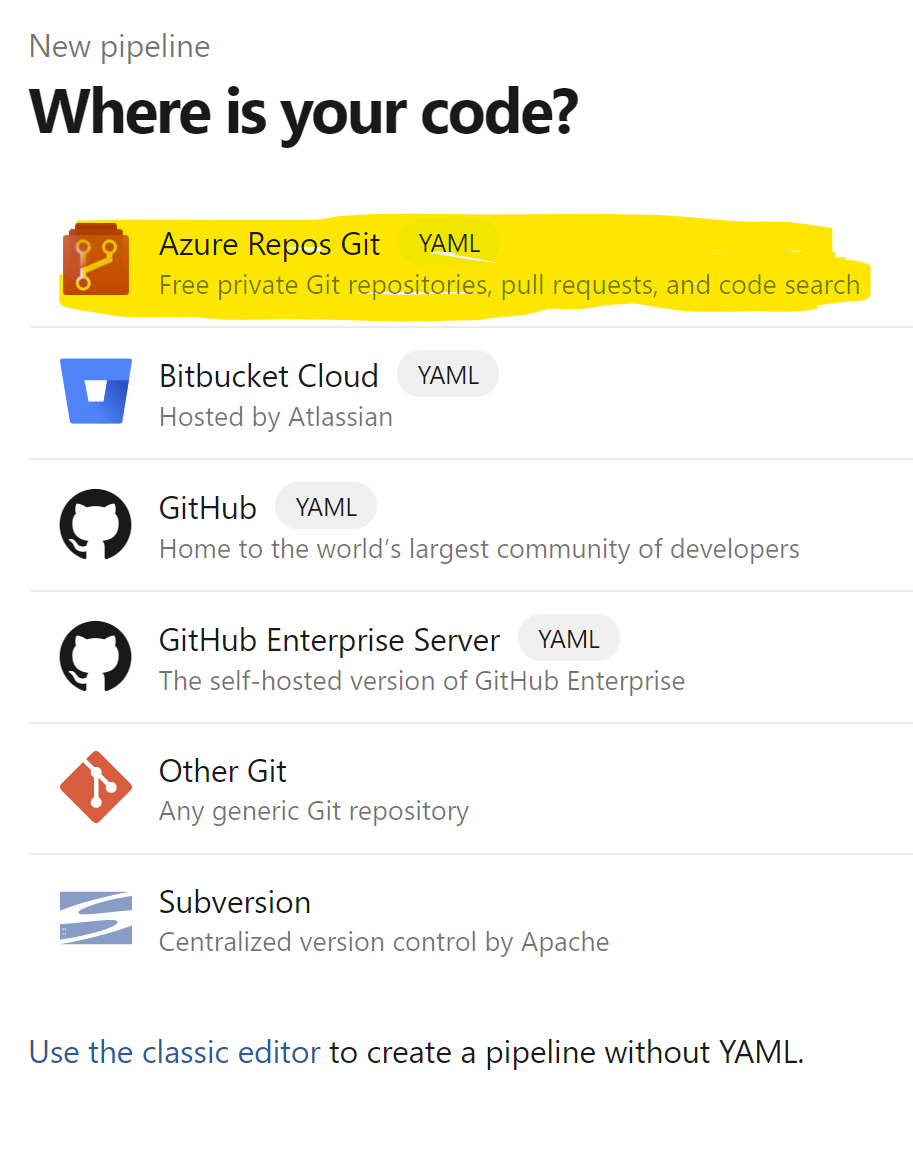 New pipeline
Where is your code?
Azure Repos Git YAML
Free private Git repositories, pull requests, and code search
Bitbucket Cloud YAML
Hosted by Atlassian
GitHub YAML
Home to the world’s largest community of developers
GitHub Enterprise Server YAML
The self-hosted version of GitHub Enterprise
Other Git
Any generic Git repository
Subversion
Centralized version control by Apache
Use the classic editor to create a pipeline without YAML.